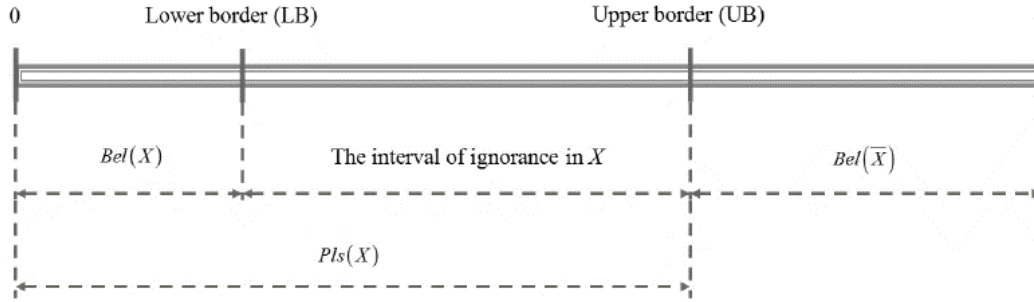 0 Lower border (LB) Upper border (UB)
Bel(X) The interval of ignorance in X Bel(X̅)
Pls(X)